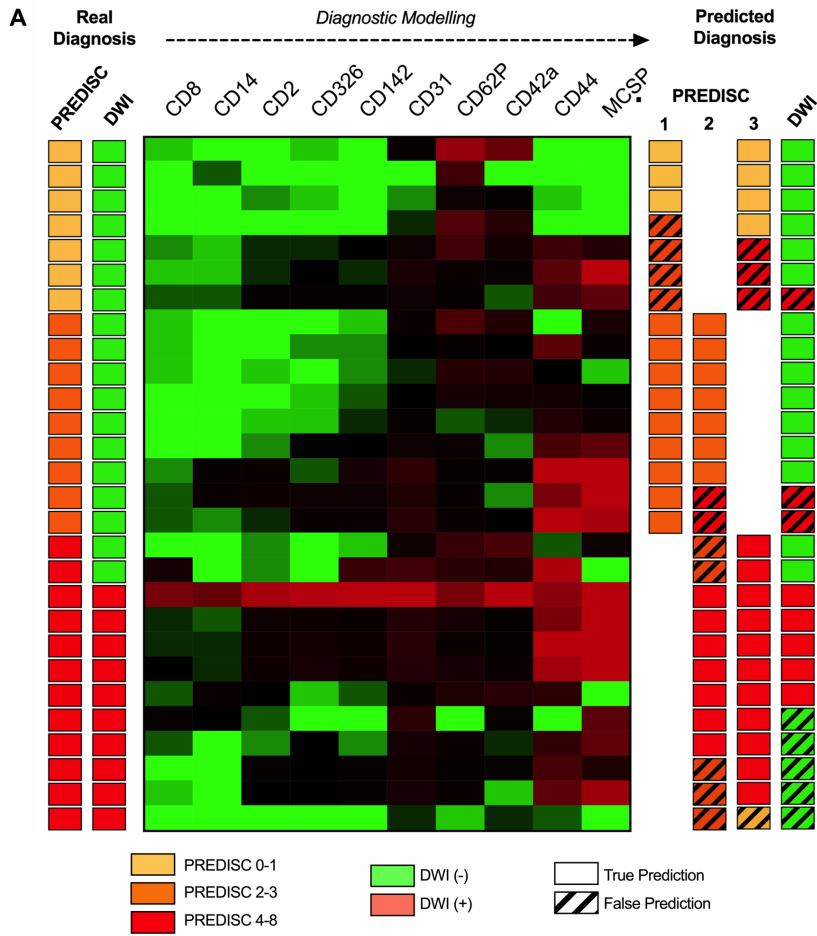 A
Real
Diagnosis
Diagnostic Modelling
Predicted
Diagnosis
PREDISC
DWI
CD8
CD14
CD2
CD326
CD142
CD31
CD62P
CD42a
CD44
MCSP
PREDISC
1
2
3
DWI
PREDISC 0-1
PREDISC 2-3
PREDISC 4-8
DWI (-)
DWI (+)
True Prediction
False Prediction